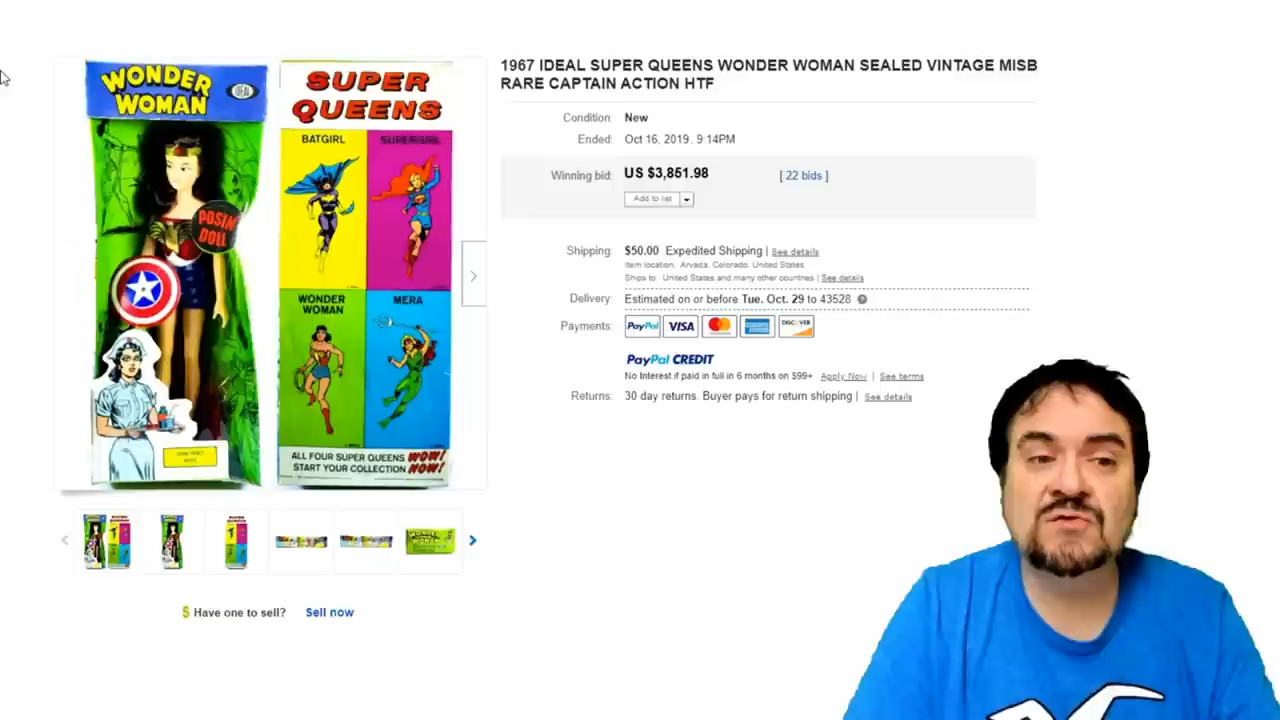 WONDER
WOMAN
IDEAL
POSIN'
DOLL
SUPER
QUEENS
BATGIRL
SUPERGIRL
WONDER
WOMAN
MERA
ALL FOUR SUPER QUEENS WOW!
START YOUR COLLECTION NOW!
1967 IDEAL SUPER QUEENS WONDER WOMAN SEALED VINTAGE MISB
RARE CAPTAIN ACTION HTF
Condition: New
Ended: Oct 16, 2019. 9:14PM
Winning bid: US $3,851.98 [ 22 bids ]
Add to list
Shipping: $50.00 Expedited Shipping | See details
Item location: Arvada, Colorado, United States
Ships to: United States and many other countries | See details
Delivery: Estimated on or before Tue. Oct. 29 to 43528
Payments: PayPal VISA DISCOVER
PayPal CREDIT
No Interest if paid in full in 6 months on $99+ Apply Now | See terms
Returns: 30 day returns. Buyer pays for return shipping | See details
$ Have one to sell? Sell now